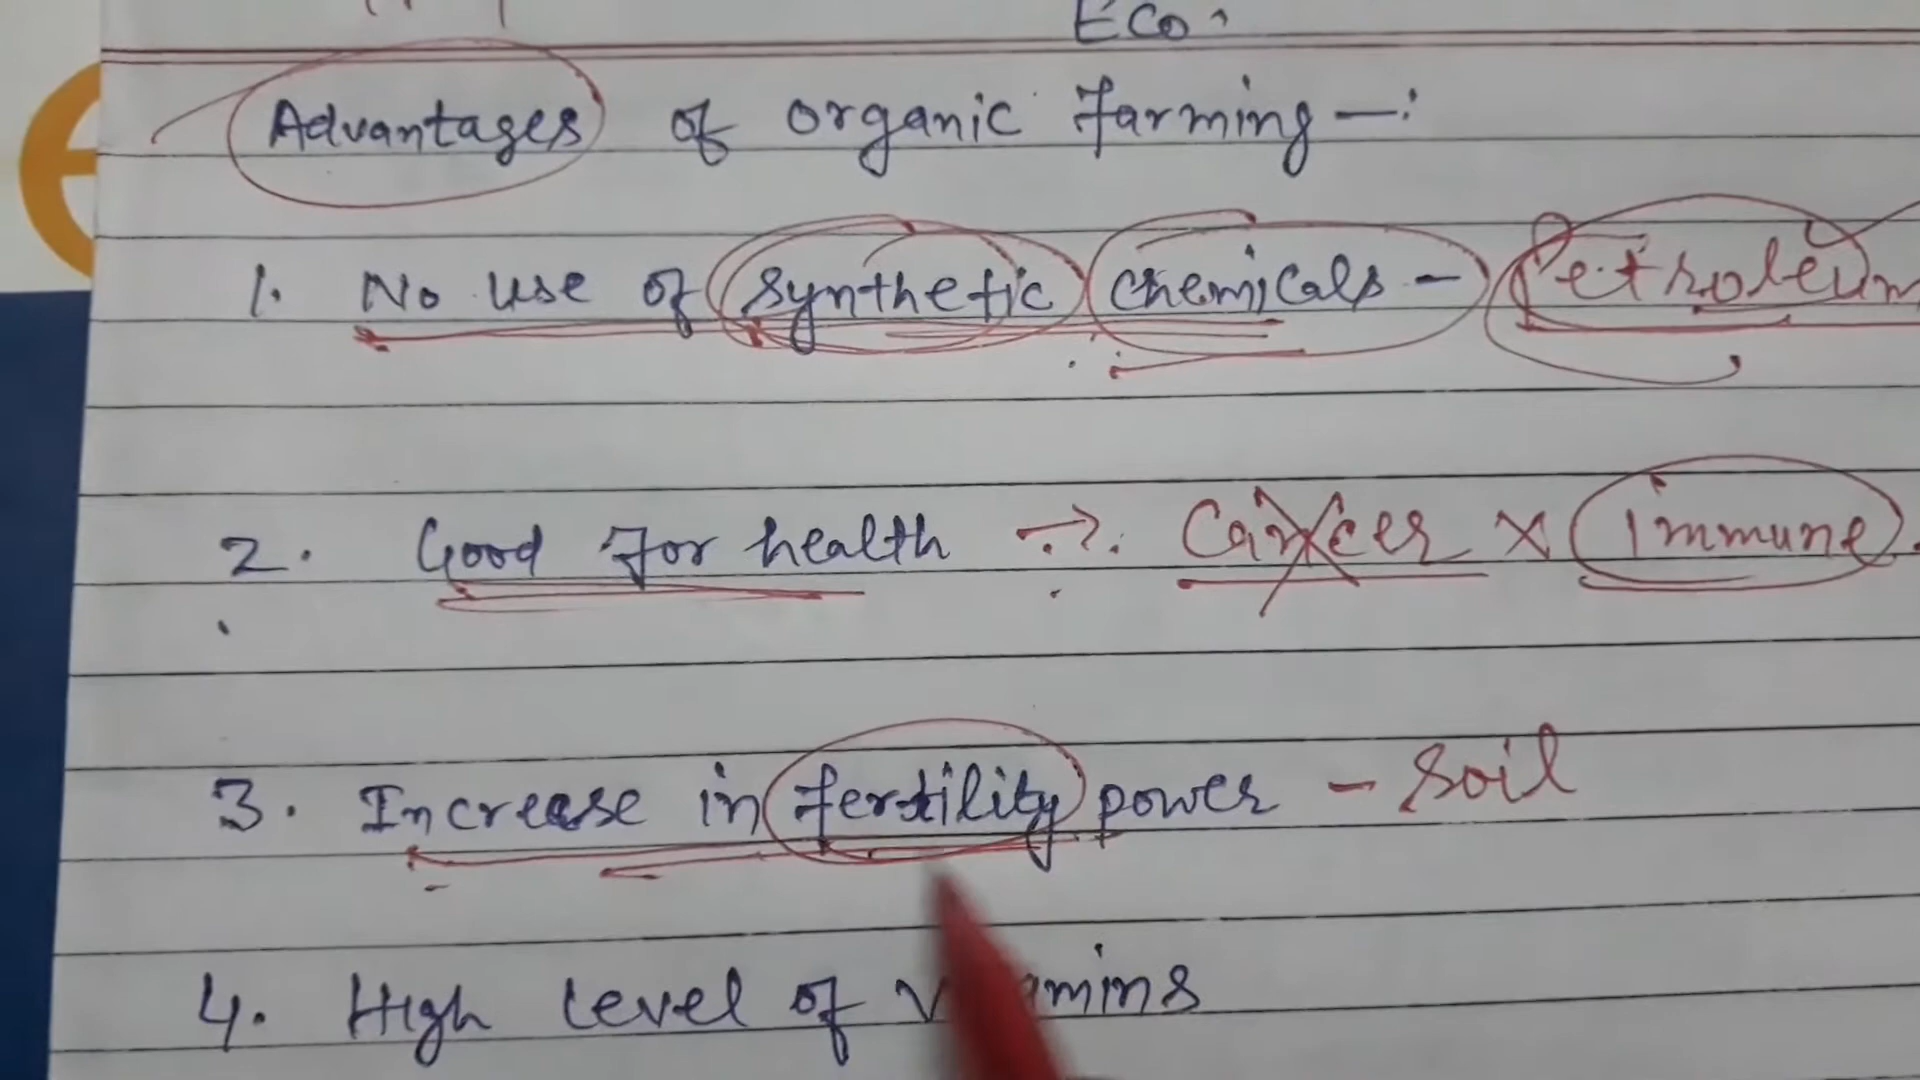 Eco.
Advantages of organic farming —:
1. No use of synthetic chemicals - Petroleum
2. Good for health → Cancer × immune.
3. Increase in fertility power - Soil
4. High level of